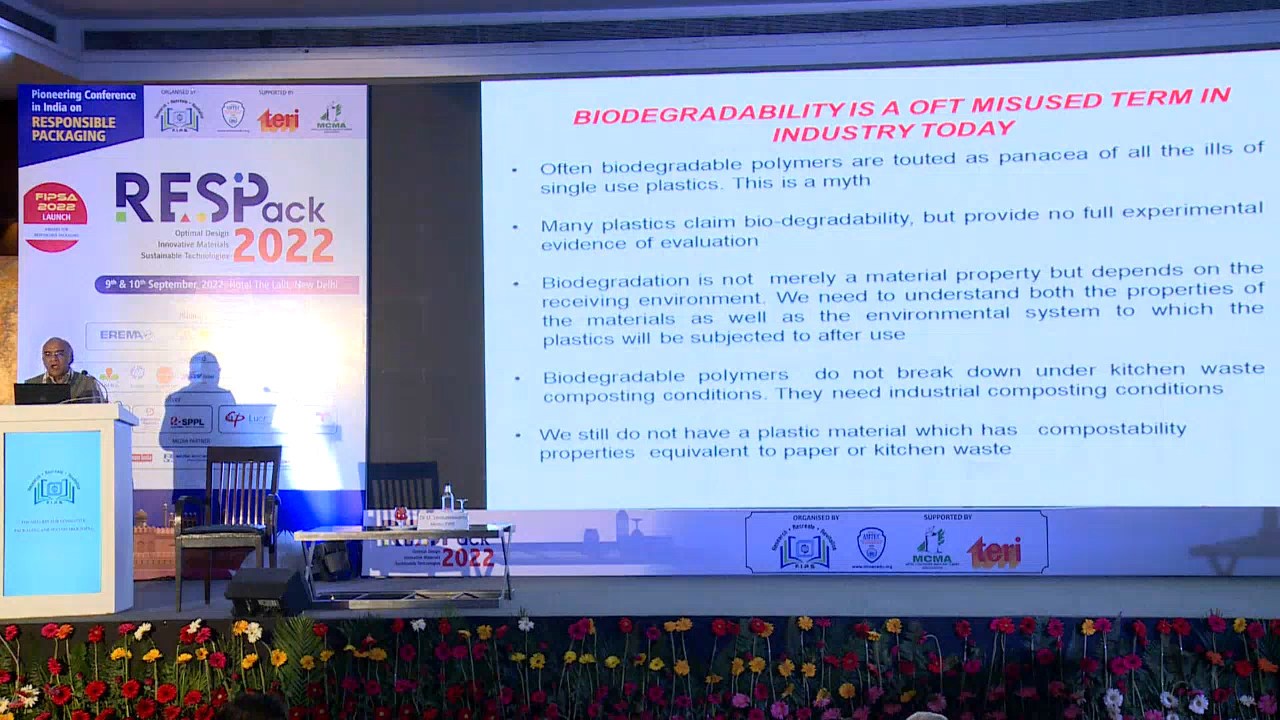 Pioneering Conference
in India on
RESPONSIBLE
PACKAGING
ORGANISED BY
SUPPORTED BY
F I P S
teri
MCMA
FIPSA
2022
LAUNCH
RESPack
2022
Optimal Design
Innovative Materials
Sustainable Technologies
9th & 10th September, 2022, Hotel The Lalit, New Delhi
EREMA
SPPL
MEDIA PARTNER
BIODEGRADABILITY IS A OFT MISUSED TERM IN
INDUSTRY TODAY
• Often biodegradable polymers are touted as panacea of all the ills of
single use plastics. This is a myth
• Many plastics claim bio-degradability, but provide no full experimental
evidence of evaluation
• Biodegradation is not merely a material property but depends on the
receiving environment. We need to understand both the properties of
the materials as well as the environmental system to which the
plastics will be subjected to after use
• Biodegradable polymers do not break down under kitchen waste
composting conditions. They need industrial composting conditions
• We still do not have a plastic material which has compostability
properties equivalent to paper or kitchen waste
ORGANISED BY
SUPPORTED BY
F I P S
MCMA
teri
RESPack
Optimal Design
Innovative Materials
Sustainable Technologies
2022
F I P S